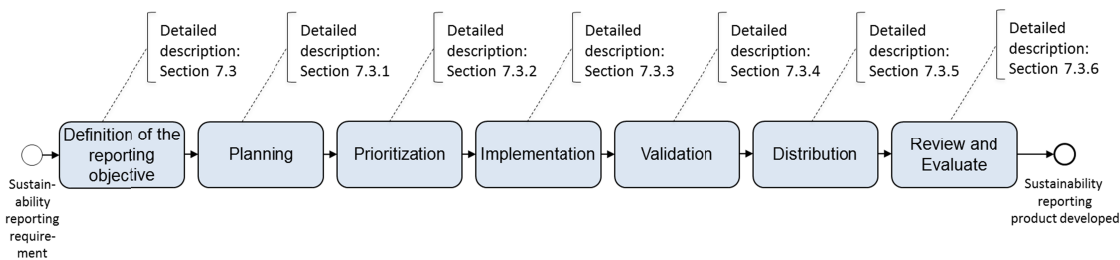 Detailed
description:
Section 7.3
Detailed
description:
Section 7.3.1
Detailed
description:
Section 7.3.2
Detailed
description:
Section 7.3.3
Detailed
description:
Section 7.3.4
Detailed
description:
Section 7.3.5
Detailed
description:
Section 7.3.6
Definition of the
reporting
objective
Planning
Prioritization
Implementation
Validation
Distribution
Review and
Evaluate
Sustain-
ability
reporting
require-
ment
Sustainability
reporting
product developed